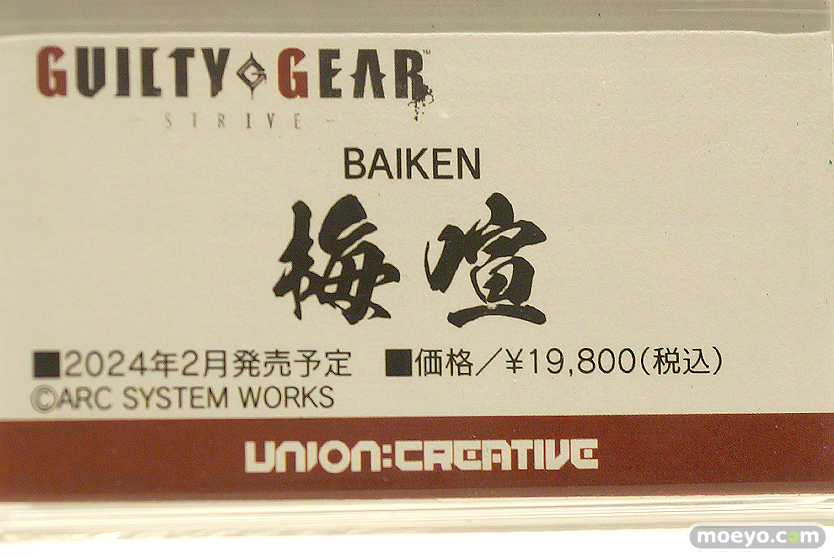 GUILTY GEAR™
STRIVE
BAIKEN
梅喧
■2024年2月発売予定 ■価格／¥19,800(税込)
©ARC SYSTEM WORKS
UNION:CREATIVE
moeyo.com